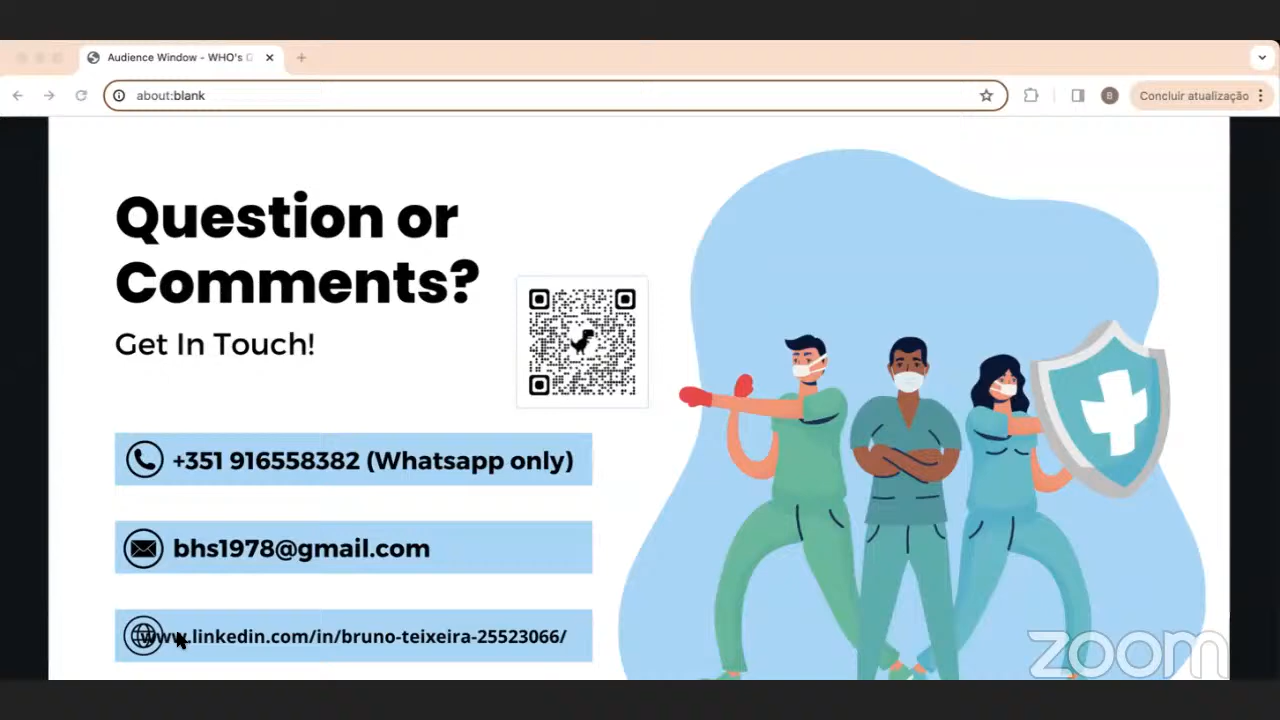 Audience Window - WHO's
about:blank
B
Concluir atualização
Question or
Comments?
Get In Touch!
+351 916558382 (Whatsapp only)
bhs1978@gmail.com
www.linkedin.com/in/bruno-teixeira-25523066/
zoom